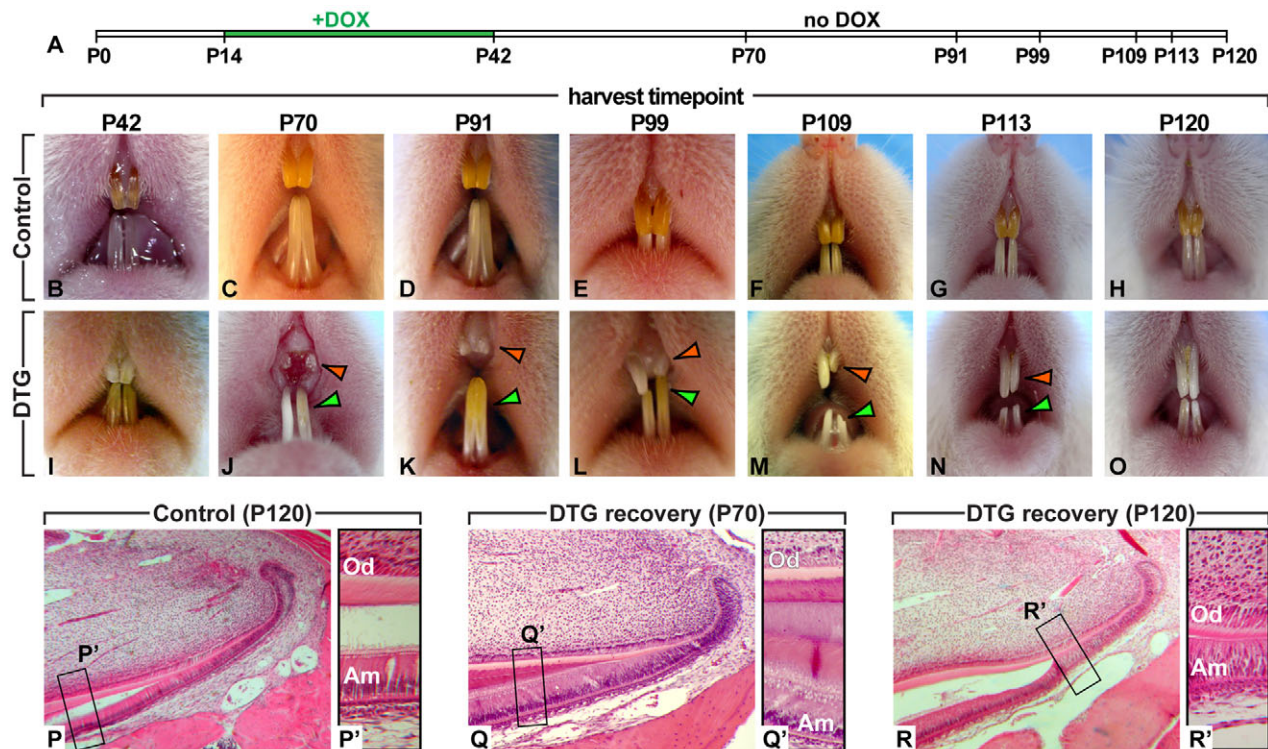 +DOX
no DOX
A
P0
P14
P42
P70
P91
P99
P109
P113
P120
harvest timepoint
P42
P70
P91
P99
P109
P113
P120
Control
B
C
D
E
F
G
H
DTG
I
J
K
L
M
N
O
Control (P120)
DTG recovery (P70)
DTG recovery (P120)
Od
Od
Od
P'
Q'
R'
Am
Am
Am
P
P'
Q
Q'
R
R'